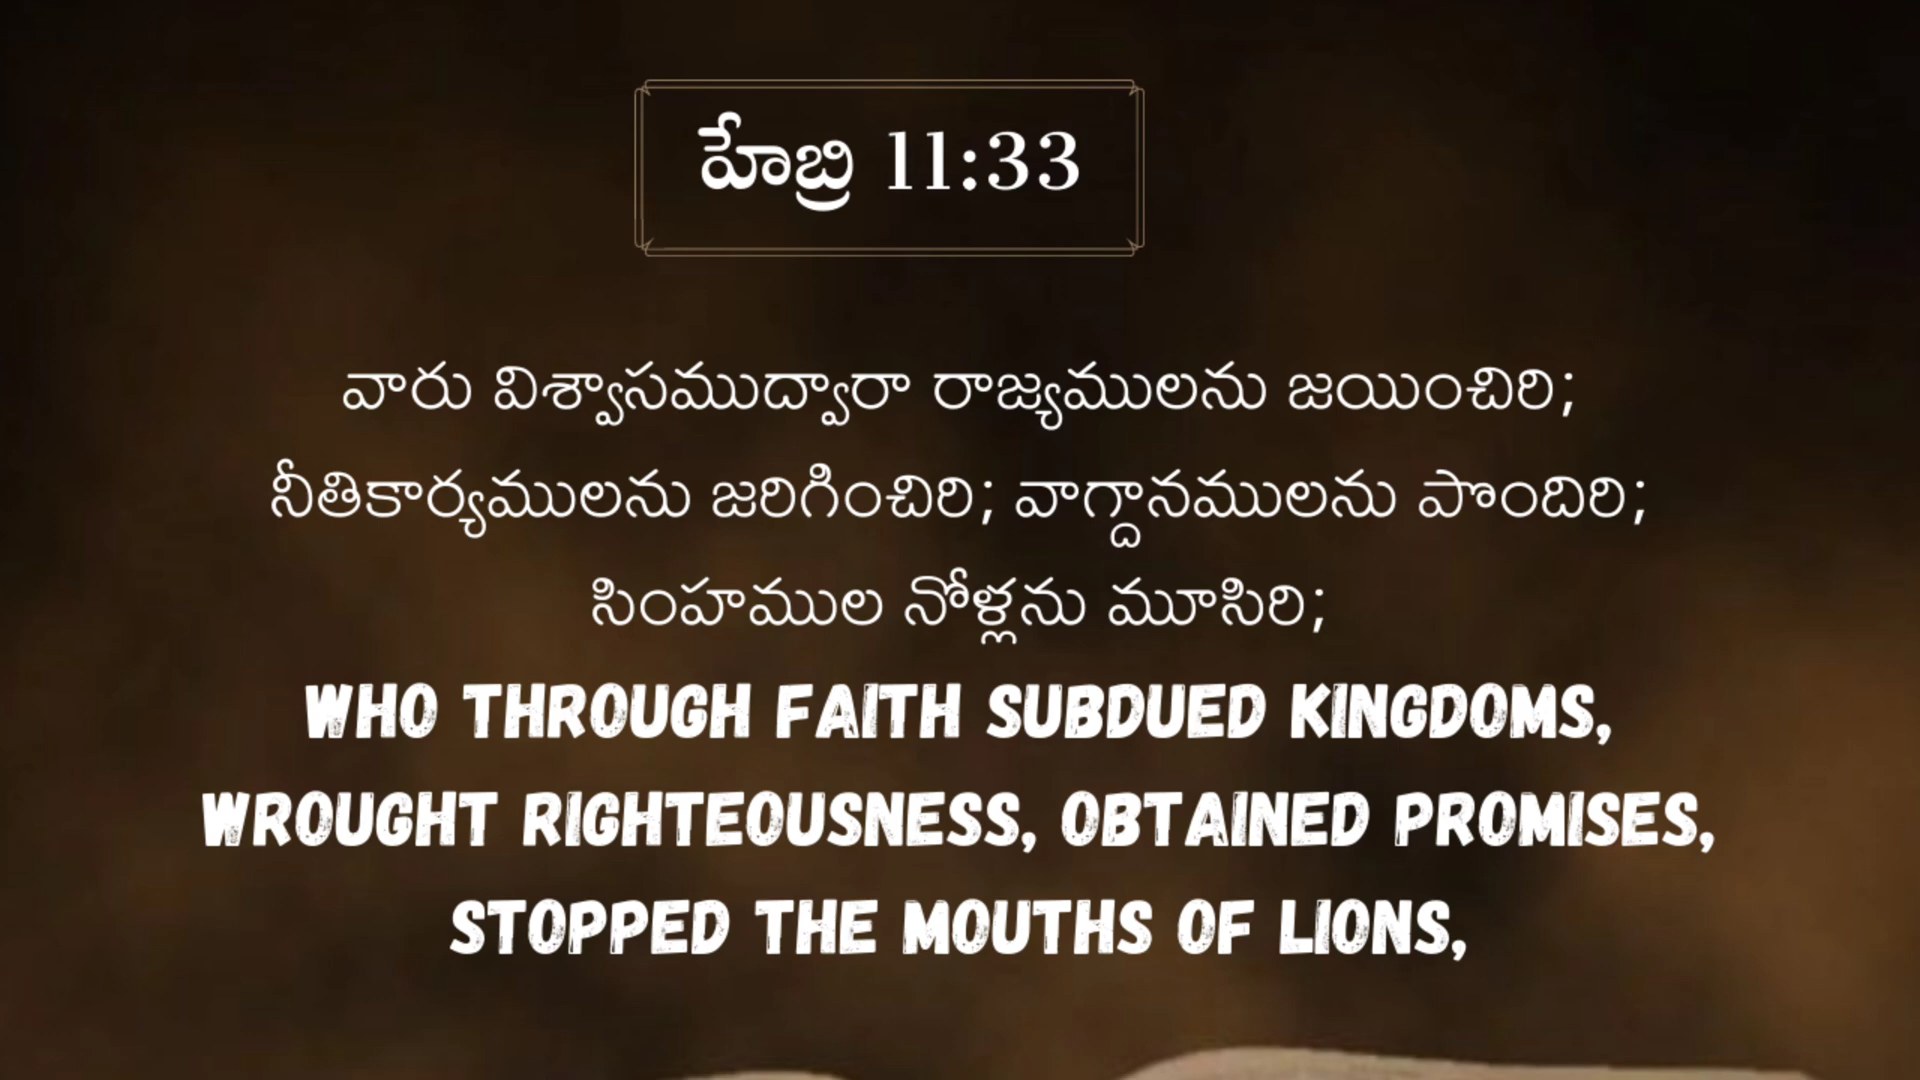 హేబ్రి 11:33
వారు విశ్వాసముద్వారా రాజ్యములను జయించిరి;
నీతికార్యములను జరిగించిరి; వాగ్దానములను పొందిరి;
సింహముల నోళ్లను మూసిరి;
WHO THROUGH FAITH SUBDUED KINGDOMS,
WROUGHT RIGHTEOUSNESS, OBTAINED PROMISES,
STOPPED THE MOUTHS OF LIONS,